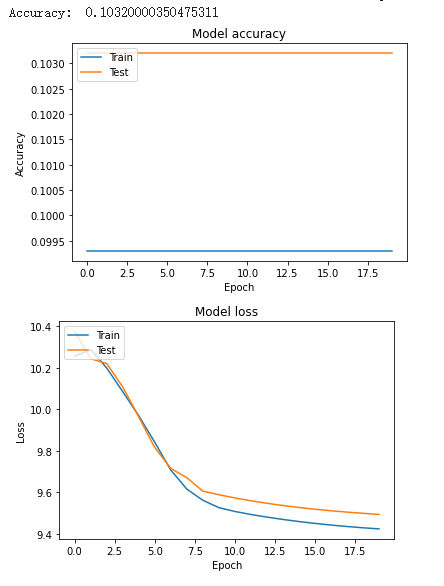 Accuracy: 0.10320000350475311
Model accuracy
Train
Test
0.1030
0.1025
0.1020
0.1015
0.1010
0.1005
0.1000
0.0995
Accuracy
0.0 2.5 5.0 7.5 10.0 12.5 15.0 17.5
Epoch
Model loss
Train
Test
10.4
10.2
10.0
9.8
9.6
9.4
Loss
0.0 2.5 5.0 7.5 10.0 12.5 15.0 17.5
Epoch